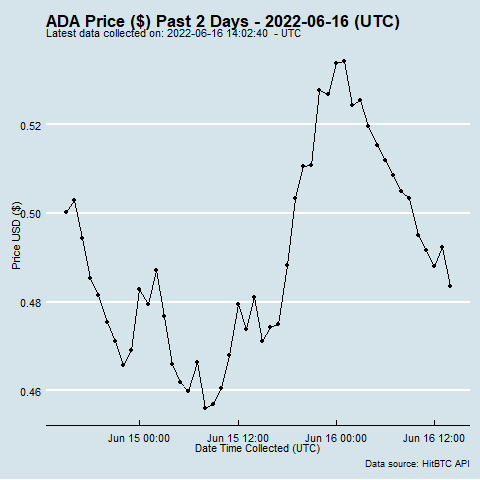 ADA Price ($) Past 2 Days - 2022-06-16 (UTC)
Latest data collected on: 2022-06-16 14:02:40  - UTC
Price USD ($)
0.52
0.50
0.48
0.46
Jun 15 00:00
Jun 15 12:00
Jun 16 00:00
Jun 16 12:00
Date Time Collected (UTC)
Data source: HitBTC API